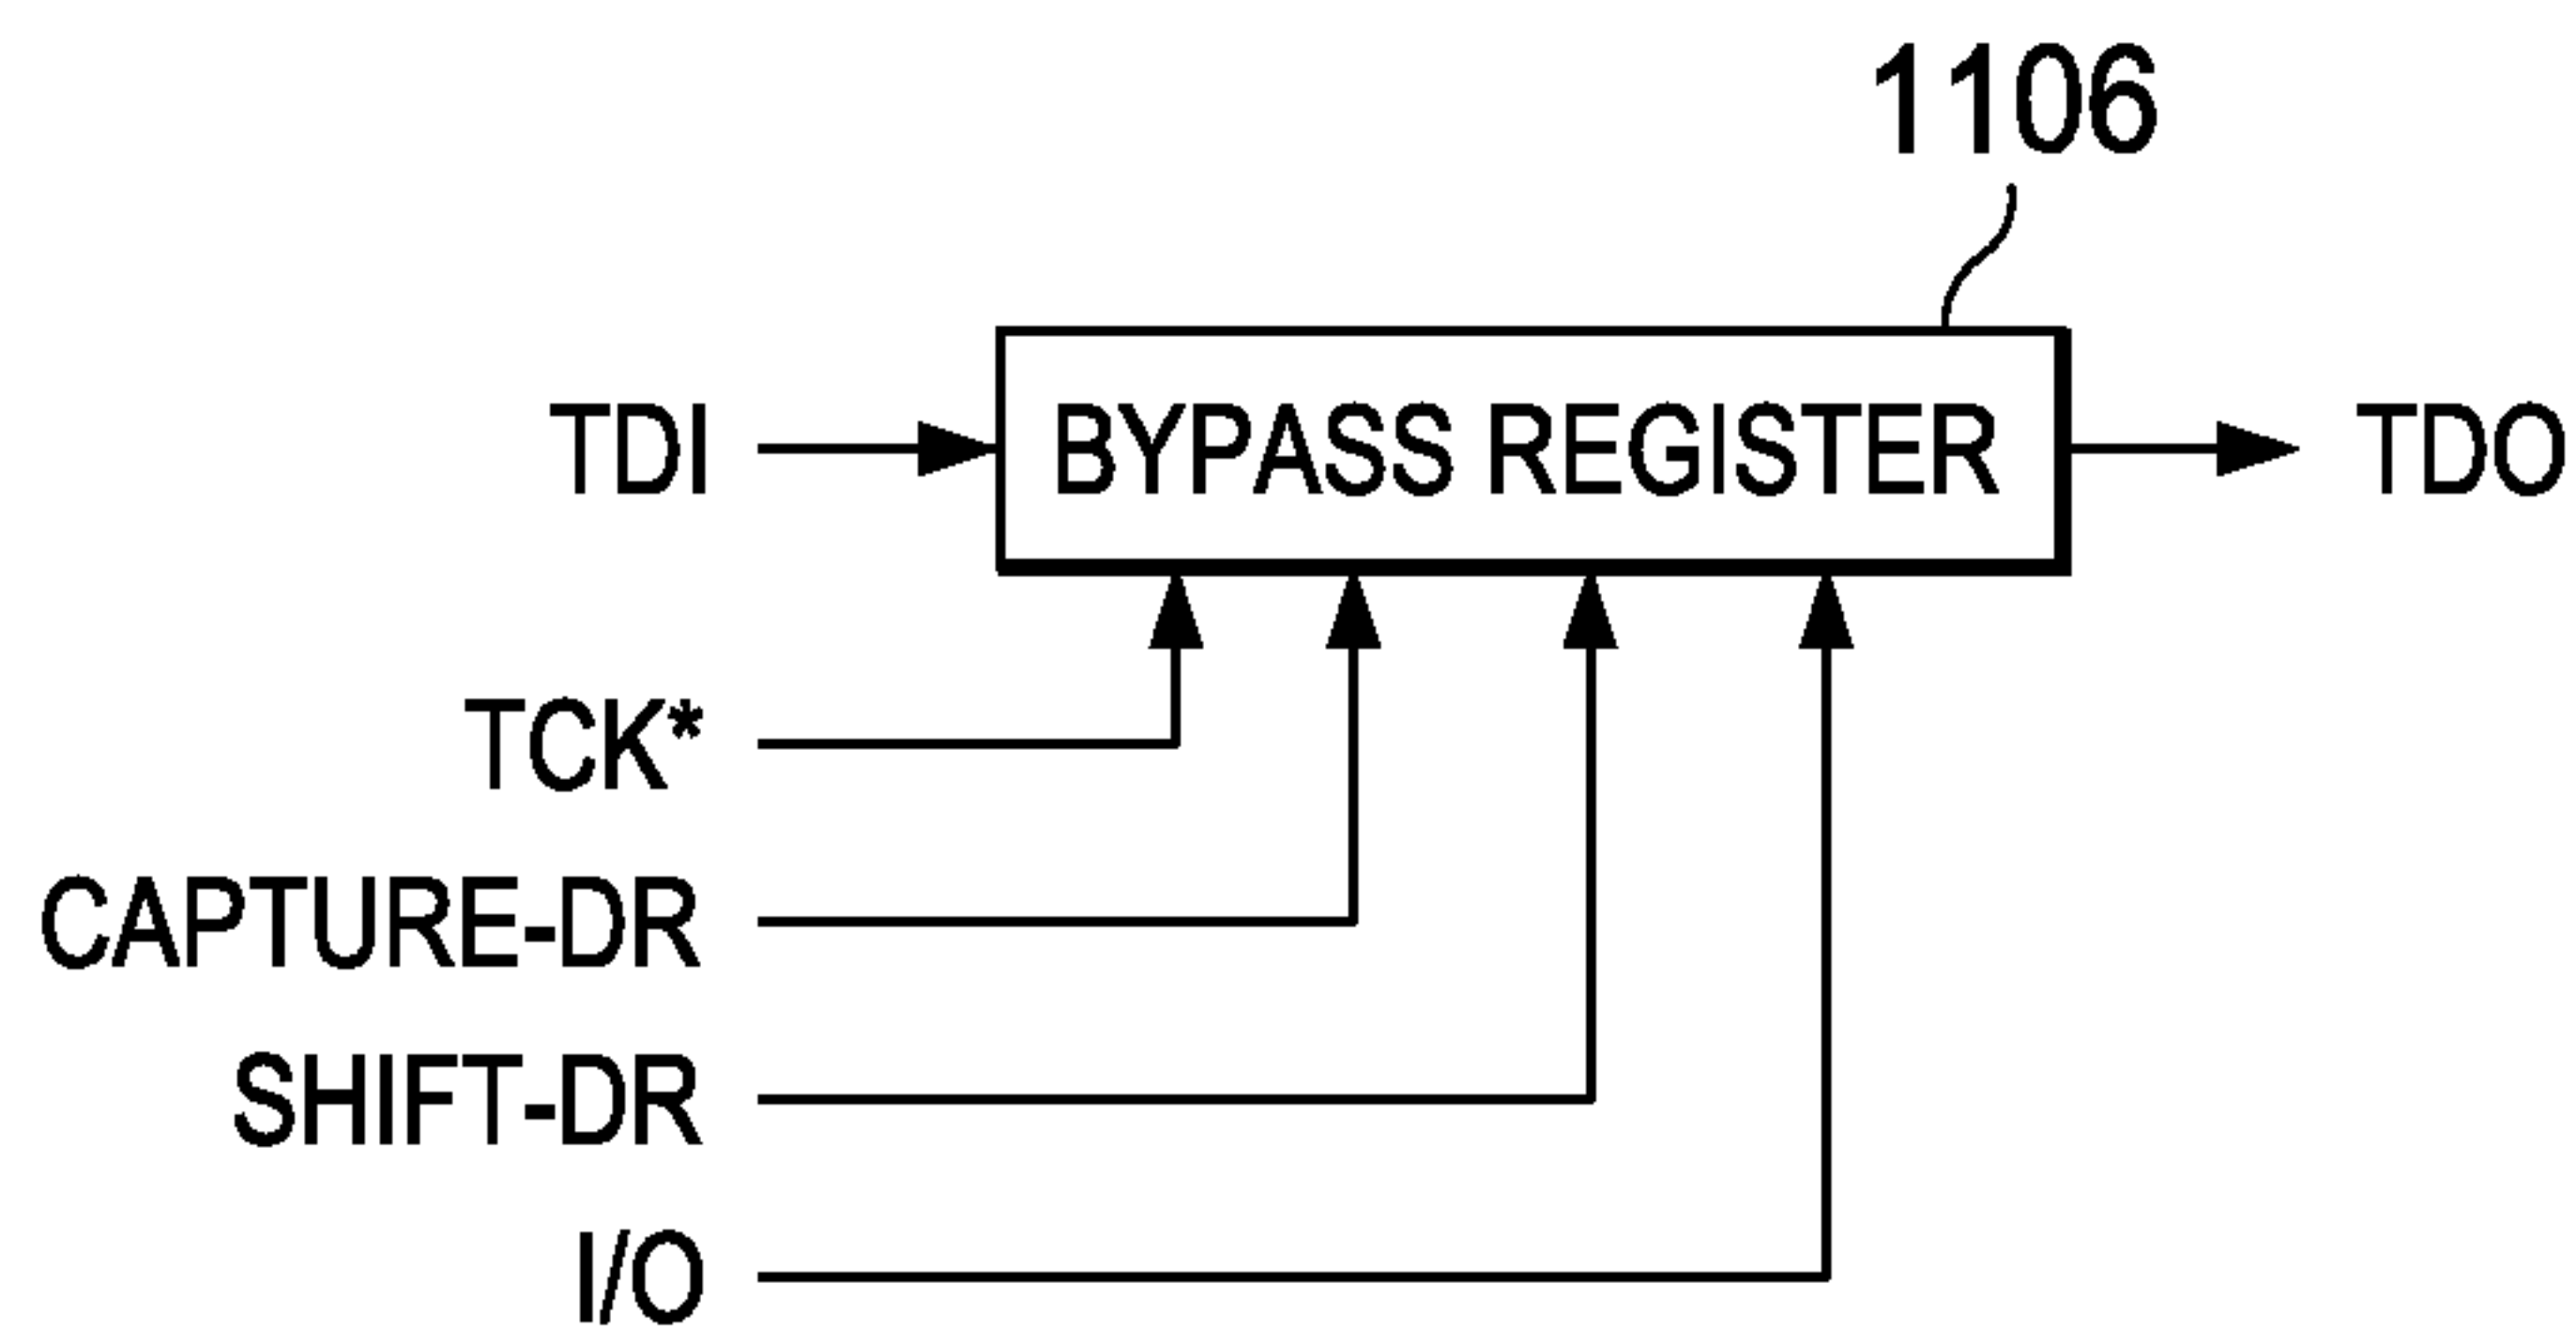 1106
TDI BYPASS REGISTER TDO
TCK*
CAPTURE-DR
SHIFT-DR
I/O